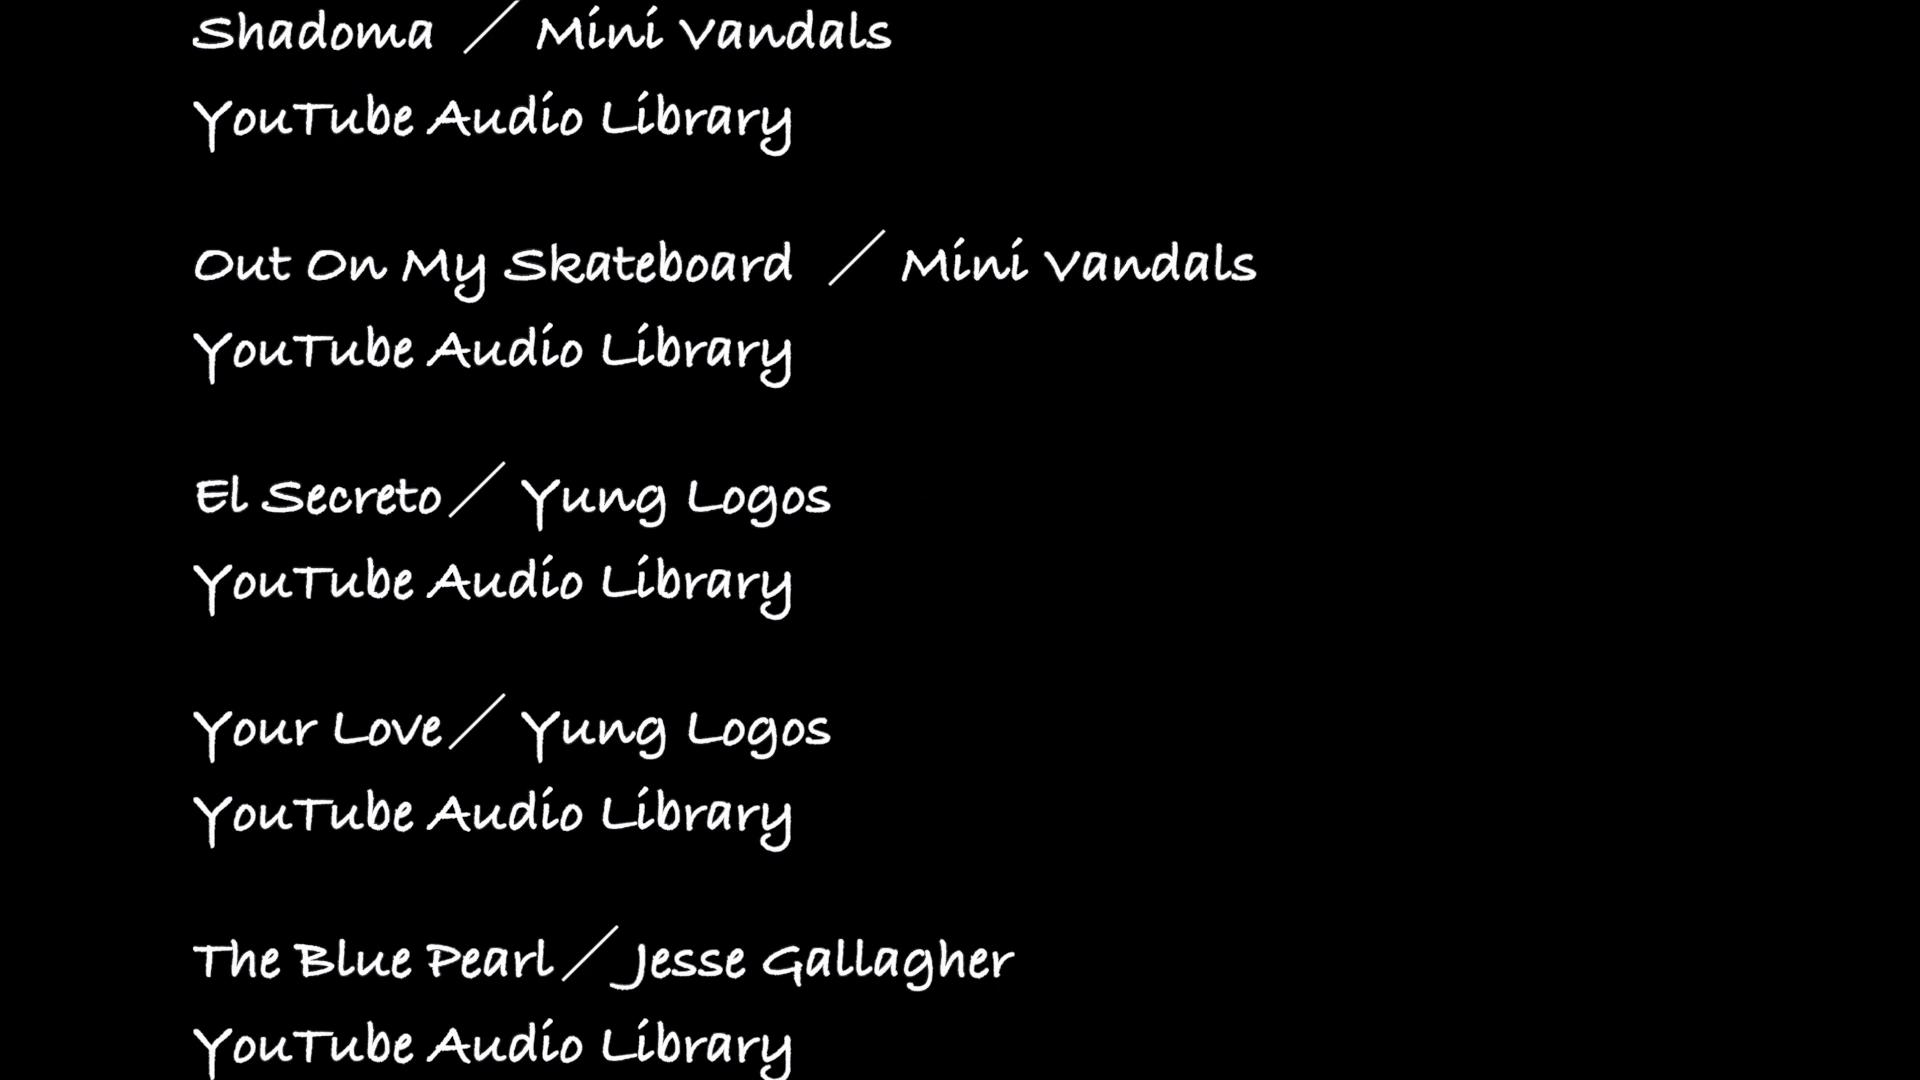 Shadoma ／ Mini Vandals
YouTube Audio Library
Out On My Skateboard ／ Mini Vandals
YouTube Audio Library
El Secreto／ Yung Logos
YouTube Audio Library
Your Love／ Yung Logos
YouTube Audio Library
The Blue Pearl／Jesse Gallagher
YouTube Audio Library